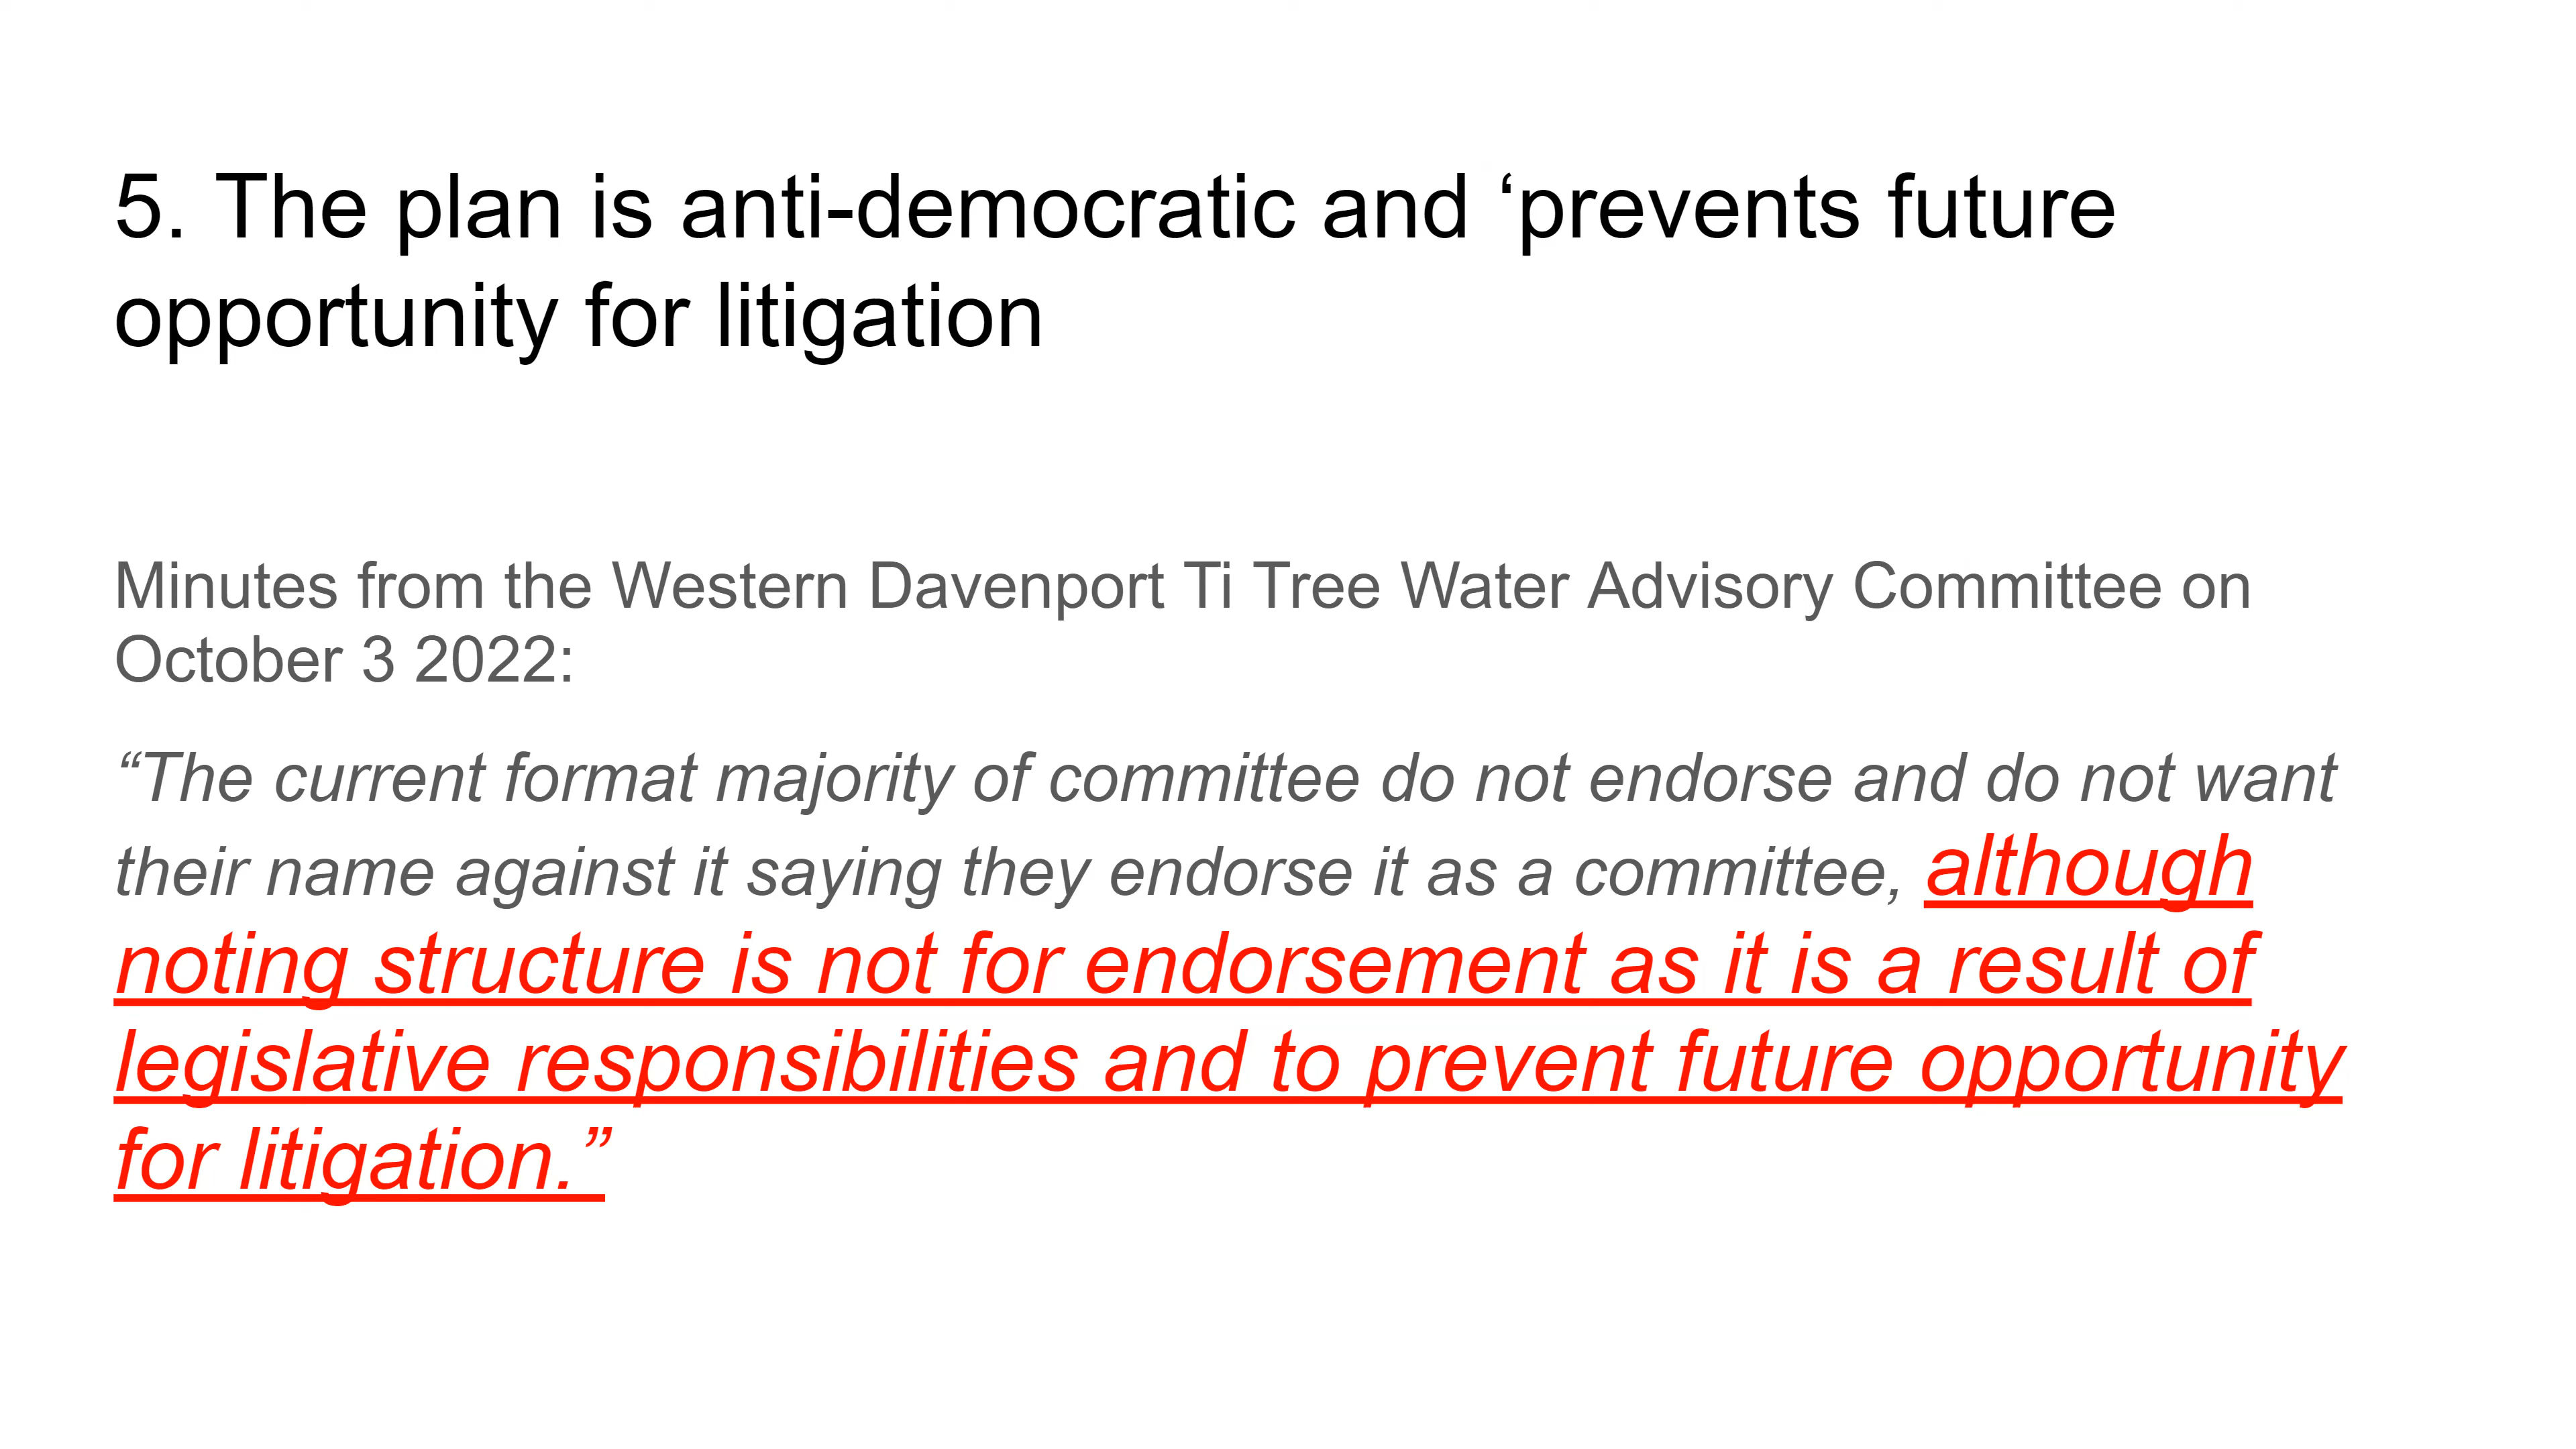 5. The plan is anti-democratic and ‘prevents future
opportunity for litigation
Minutes from the Western Davenport Ti Tree Water Advisory Committee on
October 3 2022:
“The current format majority of committee do not endorse and do not want
their name against it saying they endorse it as a committee, although
noting structure is not for endorsement as it is a result of
legislative responsibilities and to prevent future opportunity
for litigation.”